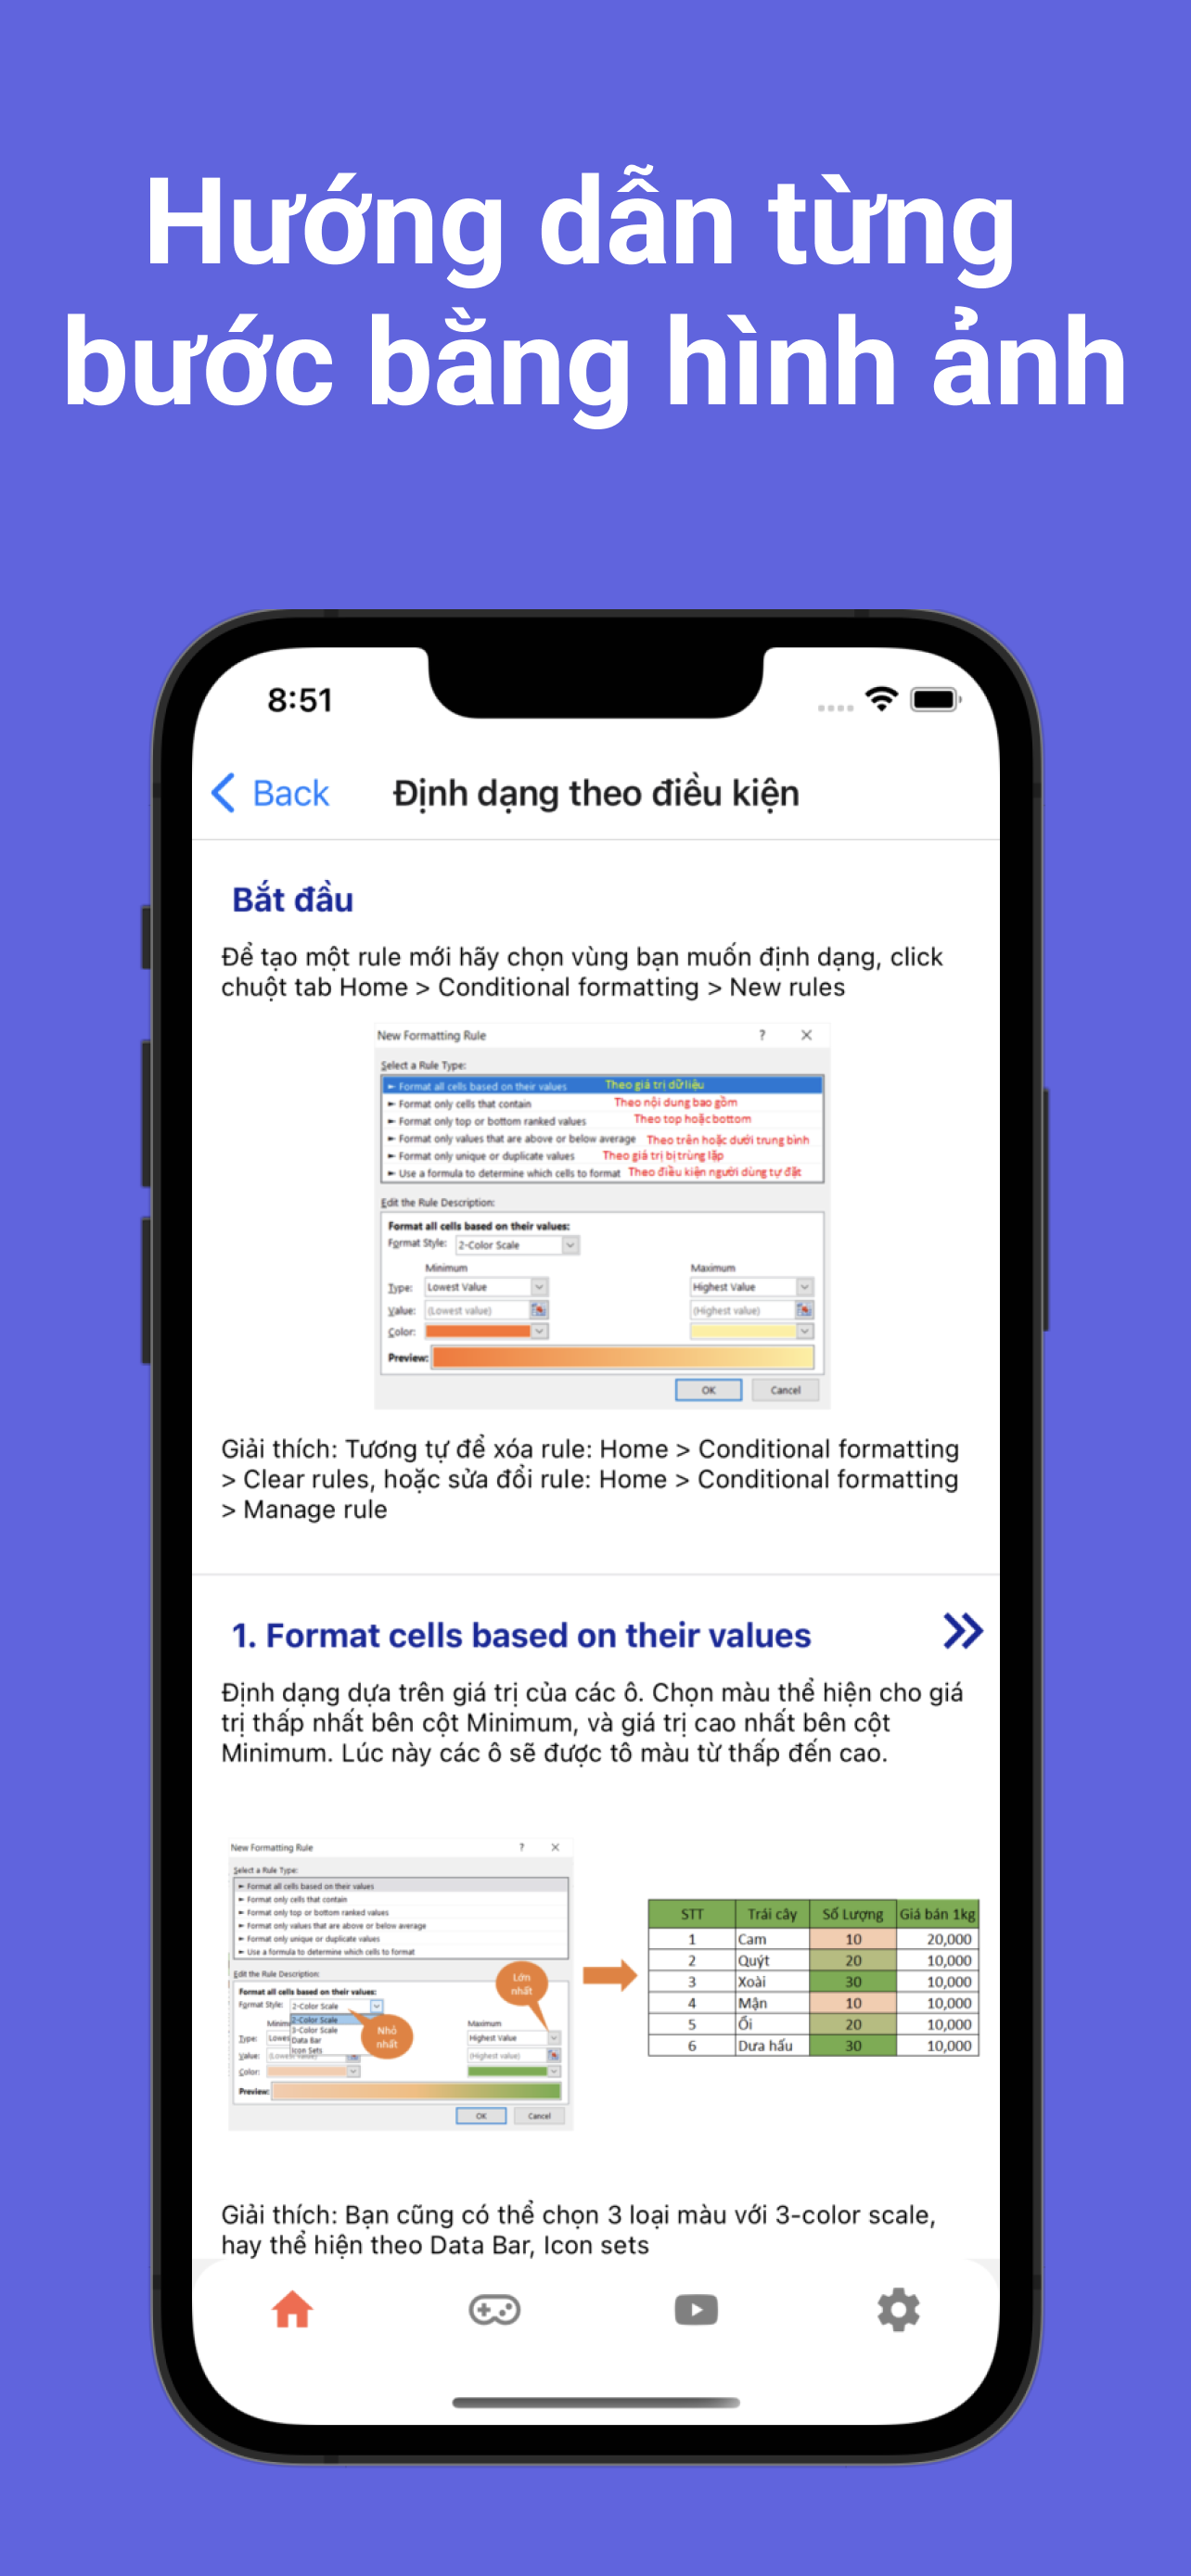 Hướng dẫn từng
bước bằng hình ảnh
8:51
Back
Định dạng theo điều kiện
Bắt đầu
Để tạo một rule mới hãy chọn vùng bạn muốn định dạng, click
chuột tab Home > Conditional formatting > New rules
New Formatting Rule ?
Select a Rule Type:
► Format all cells based on their values Theo giá trị dữ liệu
► Format only cells that contain Theo nội dung bao gồm
► Format only top or bottom ranked values Theo top hoặc bottom
► Format only values that are above or below average Theo trên hoặc dưới trung bình
► Format only unique or duplicate values Theo giá trị bị trùng lặp
► Use a formula to determine which cells to format Theo điều kiện người dùng tự đặt
Edit the Rule Description:
Format all cells based on their values:
Format Style: 2-Color Scale
Minimum Maximum
Type: Lowest Value Highest Value
Value: (Lowest value) (Highest value)
Color:
Preview:
OK Cancel
Giải thích: Tương tự để xóa rule: Home > Conditional formatting
> Clear rules, hoặc sửa đổi rule: Home > Conditional formatting
> Manage rule
1. Format cells based on their values
Định dạng dựa trên giá trị của các ô. Chọn màu thể hiện cho giá
trị thấp nhất bên cột Minimum, và giá trị cao nhất bên cột
Minimum. Lúc này các ô sẽ được tô màu từ thấp đến cao.
New Formatting Rule ?
Select a Rule Type:
► Format all cells based on their values
► Format only cells that contain
► Format only top or bottom ranked values
► Format only values that are above or below average
► Format only unique or duplicate values
► Use a formula to determine which cells to format
Edit the Rule Description:
Format all cells based on their values:
Format Style: 2-Color Scale
2-Color Scale
3-Color Scale
Data Bar
Icon Sets
Minim Maximum
Type: Lowes Highest Value
Value: (Highest value)
Color:
Preview:
OK Cancel
Lớn
nhất
Nhỏ
nhất
STT Trái cây Số Lượng Giá bán 1kg
1 Cam 10 20,000
2 Quýt 20 10,000
3 Xoài 30 10,000
4 Mận 10 10,000
5 Ổi 20 10,000
6 Dưa hấu 30 10,000
Giải thích: Bạn cũng có thể chọn 3 loại màu với 3-color scale,
hay thể hiện theo Data Bar, Icon sets